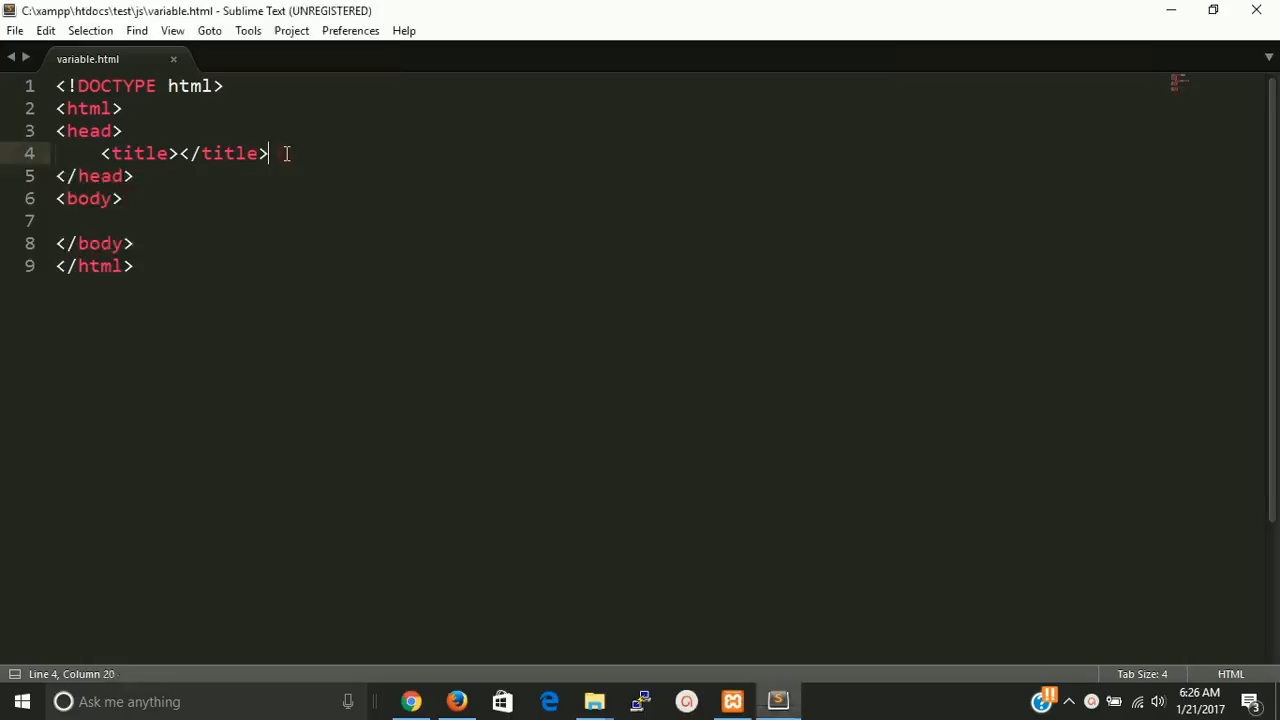 C:\xampp\htdocs\test\js\variable.html - Sublime Text (UNREGISTERED)
File Edit Selection Find View Goto Tools Project Preferences Help
variable.html ×
1 <!DOCTYPE html>
2 <html>
3 <head>
4     <title></title>
5 </head>
6 <body>
7
8 </body>
9 </html>
Line 4, Column 20 Tab Size: 4 HTML
Ask me anything
6:26 AM
1/21/2017
3